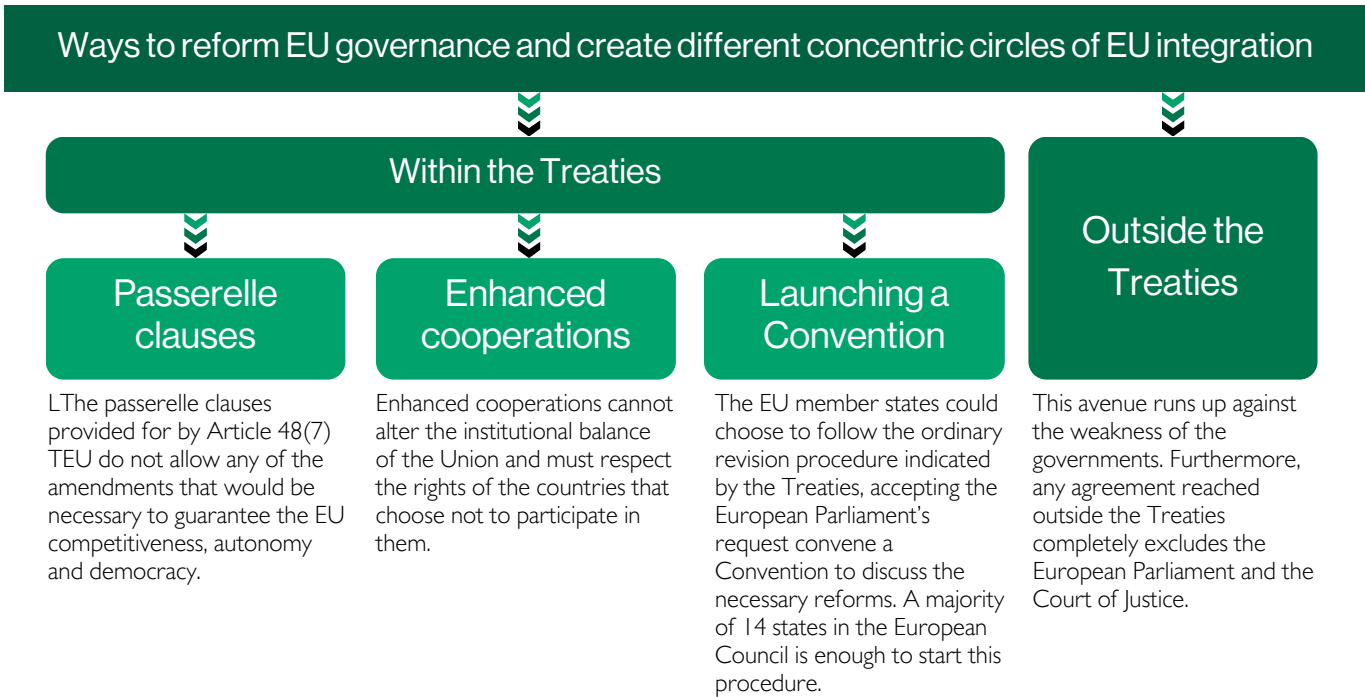 Ways to reform EU governance and create different concentric circles of EU integration
Within the Treaties
Outside the
Treaties
Passerelle
clauses
LThe passerelle clauses
provided for by Article 48(7)
TEU do not allow any of the
amendments that would be
necessary to guarantee the EU
competitiveness, autonomy
and democracy.
Enhanced
cooperations
Enhanced cooperations cannot
alter the institutional balance
of the Union and must respect
the rights of the countries that
choose not to participate in
them.
Launching a
Convention
The EU member states could
choose to follow the ordinary
revision procedure indicated
by the Treaties, accepting the
European Parliament’s
request convene a
Convention to discuss the
necessary reforms. A majority
of 14 states in the European
Council is enough to start this
procedure.
This avenue runs up against
the weakness of the
governments. Furthermore,
any agreement reached
outside the Treaties
completely excludes the
European Parliament and the
Court of Justice.